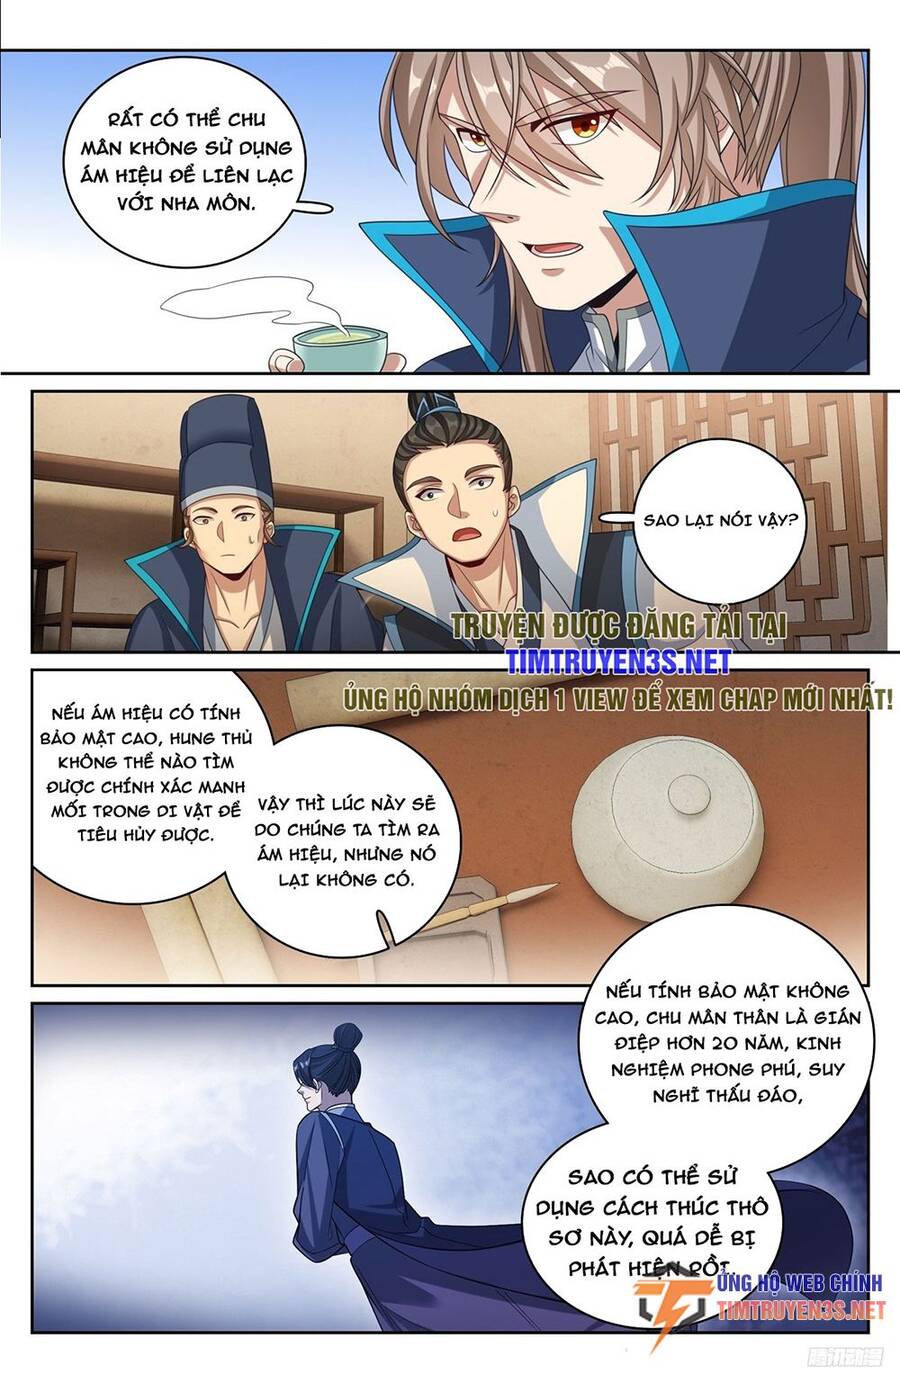 RẤT CÓ THỂ CHU
MÂN KHÔNG SỬ DỤNG
ÁM HIỆU ĐỂ LIÊN LẠC
VỚI NHA MÔN.
SAO LẠI NÓI VẬY?
TRUYỆN ĐƯỢC ĐĂNG TẢI TẠI
TIMTRUYEN3S.NET
ỦNG HỘ NHÓM DỊCH 1 VIEW ĐỂ XEM CHAP MỚI NHẤT!
NẾU ÁM HIỆU CÓ TÍNH
BẢO MẬT CAO, HUNG THỦ
KHÔNG THỂ NÀO TÌM
ĐƯỢC CHÍNH XÁC MANH
MỐI TRONG DI VẬT ĐỀ
TIÊU HỦY ĐƯỢC.
VẬY THÌ LÚC NÀY SẼ
DO CHÚNG TA TÌM RA
ÁM HIỆU, NHƯNG NÓ
LẠI KHÔNG CÓ.
NẾU TÍNH BẢO MẬT KHÔNG
CAO, CHU MÂN THÂN LÀ GIÁN
ĐIỆP HƠN 20 NĂM, KINH
NGHIỆM PHONG PHÚ, SUY
NGHĨ THẤU ĐÁO,
SAO CÓ THỂ SỬ
DỤNG CÁCH THÚC THÔ
SƠ NÀY, QUÁ DỄ BỊ
PHÁT HIỆN RỒI.
ỦNG HỘ WEB CHÍNH
TIMTRUYEN3S.NET
腾讯动漫